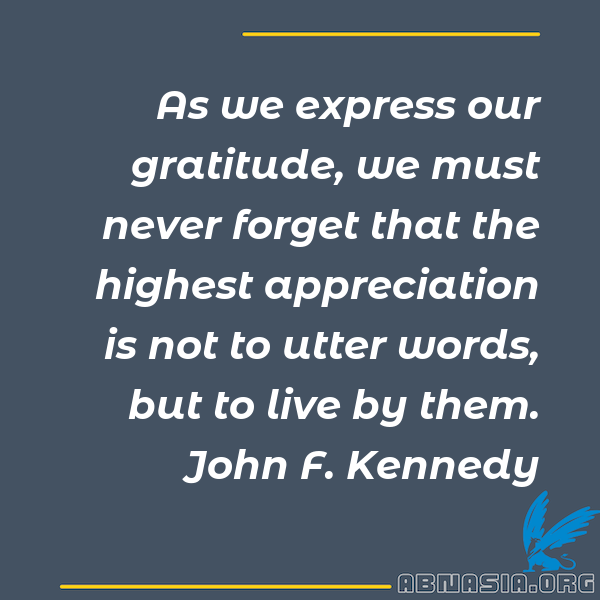 As we express our
gratitude, we must
never forget that the
highest appreciation
is not to utter words,
but to live by them.
John F. Kennedy
ABNASIA.ORG